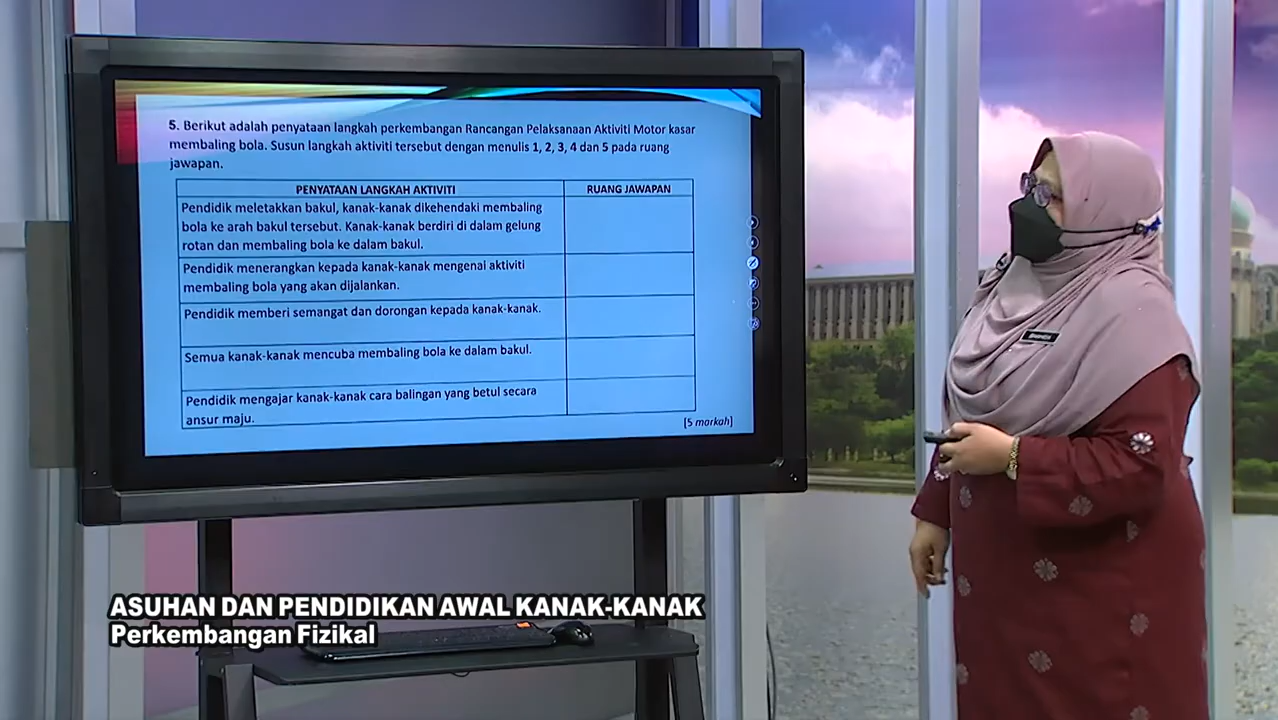 5. Berikut adalah penyataan langkah perkembangan Rancangan Pelaksanaan Aktiviti Motor kasar
membaling bola. Susun langkah aktiviti tersebut dengan menulis 1, 2, 3, 4 dan 5 pada ruang
jawapan.
PENYATAAN LANGKAH AKTIVITI
RUANG JAWAPAN
Pendidik meletakkan bakul, kanak-kanak dikehendaki membaling
bola ke arah bakul tersebut. Kanak-kanak berdiri di dalam gelung
rotan dan membaling bola ke dalam bakul.
Pendidik menerangkan kepada kanak-kanak mengenai aktiviti
membaling bola yang akan dijalankan.
Pendidik memberi semangat dan dorongan kepada kanak-kanak.
Semua kanak-kanak mencuba membaling bola ke dalam bakul.
Pendidik mengajar kanak-kanak cara balingan yang betul secara
ansur maju.
[5 markah]
ASUHAN DAN PENDIDIKAN AWAL KANAK-KANAK
Perkembangan Fizikal